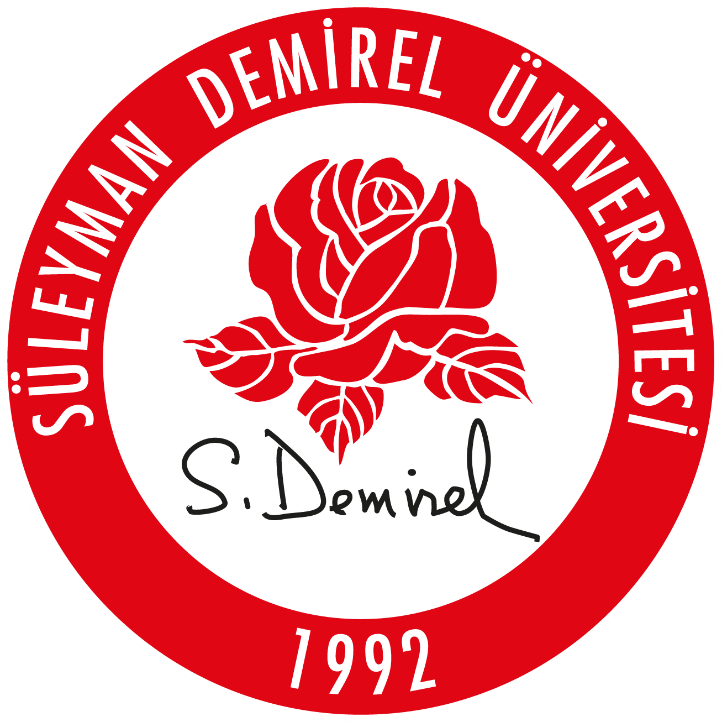 SÜLEYMAN DEMİREL ÜNİVERSİTESİ
S. Demirel
1992